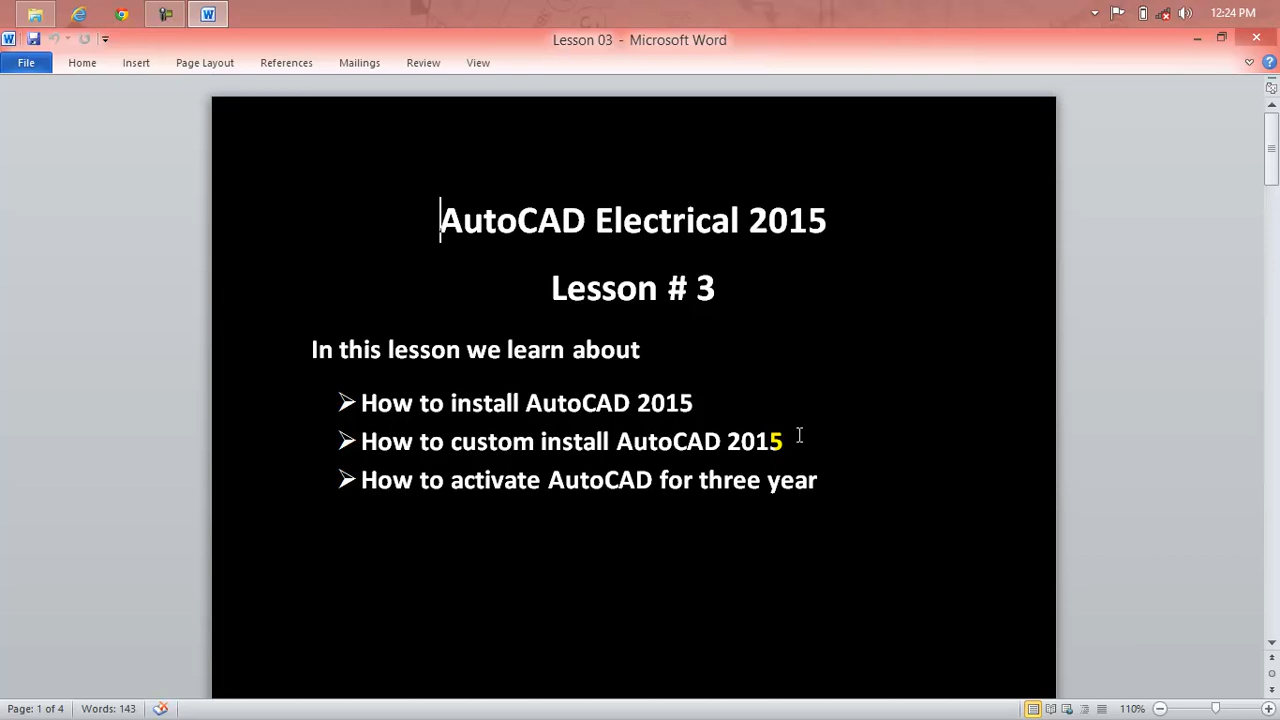 12:24 PM
Lesson 03 - Microsoft Word
File Home Insert Page Layout References Mailings Review View
AutoCAD Electrical 2015
Lesson # 3
In this lesson we learn about
How to install AutoCAD 2015
How to custom install AutoCAD 2015
How to activate AutoCAD for three year
Page: 1 of 4 Words: 143 110%